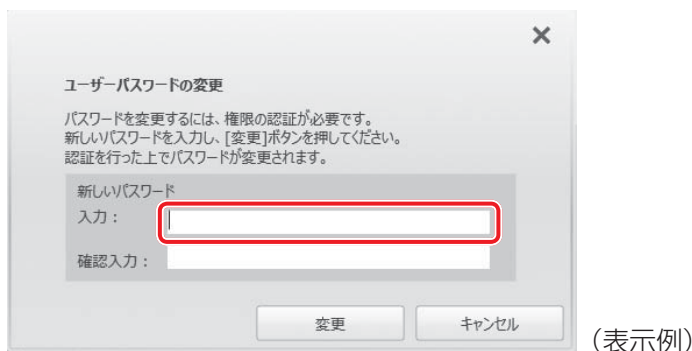 ユーザーパスワードの変更
パスワードを変更するには、権限の認証が必要です。
新しいパスワードを入力し、[変更]ボタンを押してください。
認証を行った上でパスワードが変更されます。
新しいパスワード
入力：
確認入力：
変更 キャンセル
（表示例）